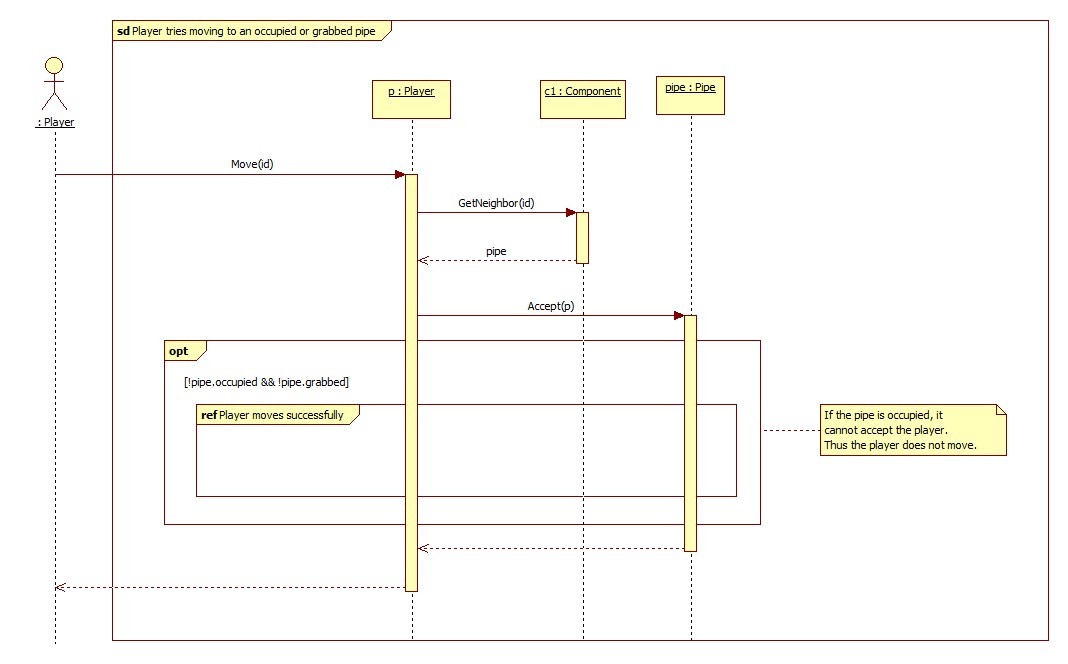 sd Player tries moving to an occupied or grabbed pipe
: Player
p : Player
c1 : Component
pipe : Pipe
Move(id)
GetNeighbor(id)
pipe
Accept(p)
opt
[!pipe.occupied && !pipe.grabbed]
ref Player moves successfully
If the pipe is occupied, it
cannot accept the player.
Thus the player does not move.